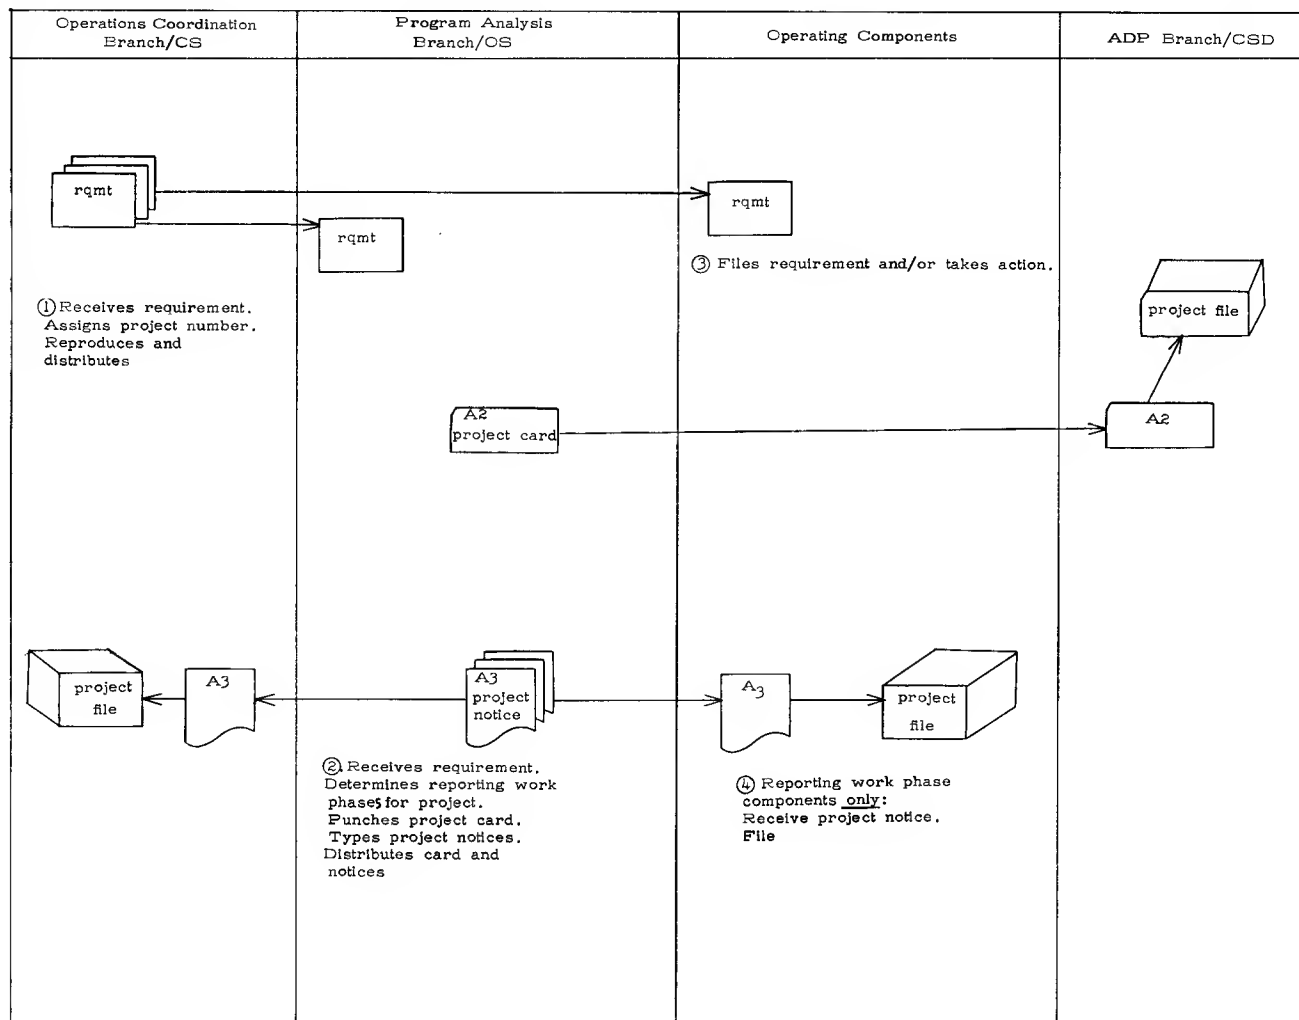 Operations Coordination
Branch/CS
Program Analysis
Branch/OS
Operating Components
ADP Branch/CSD
rqmt
rqmt
rqmt
① Receives requirement.
Assigns project number.
Reproduces and
distributes
③ Files requirement and/or takes action.
project file
A2
project card
A2
project
file
A3
A3
project
notice
A3
project
file
②. Receives requirement.
Determines reporting work
phases for project.
Punches project card.
Types project notices.
Distributes card and
notices
④ Reporting work phase
components only:
Receive project notice.
File